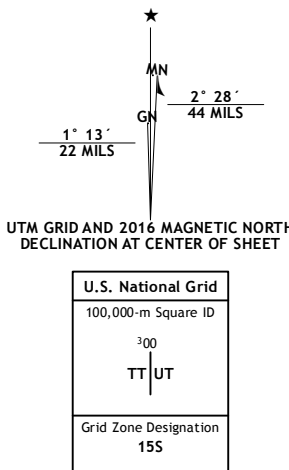 ★
MN
GN
2° 28´
44 MILS
1° 13´
22 MILS
UTM GRID AND 2016 MAGNETIC NORTH
DECLINATION AT CENTER OF SHEET
U.S. National Grid
100,000-m Square ID
³00
TT UT
Grid Zone Designation
15S